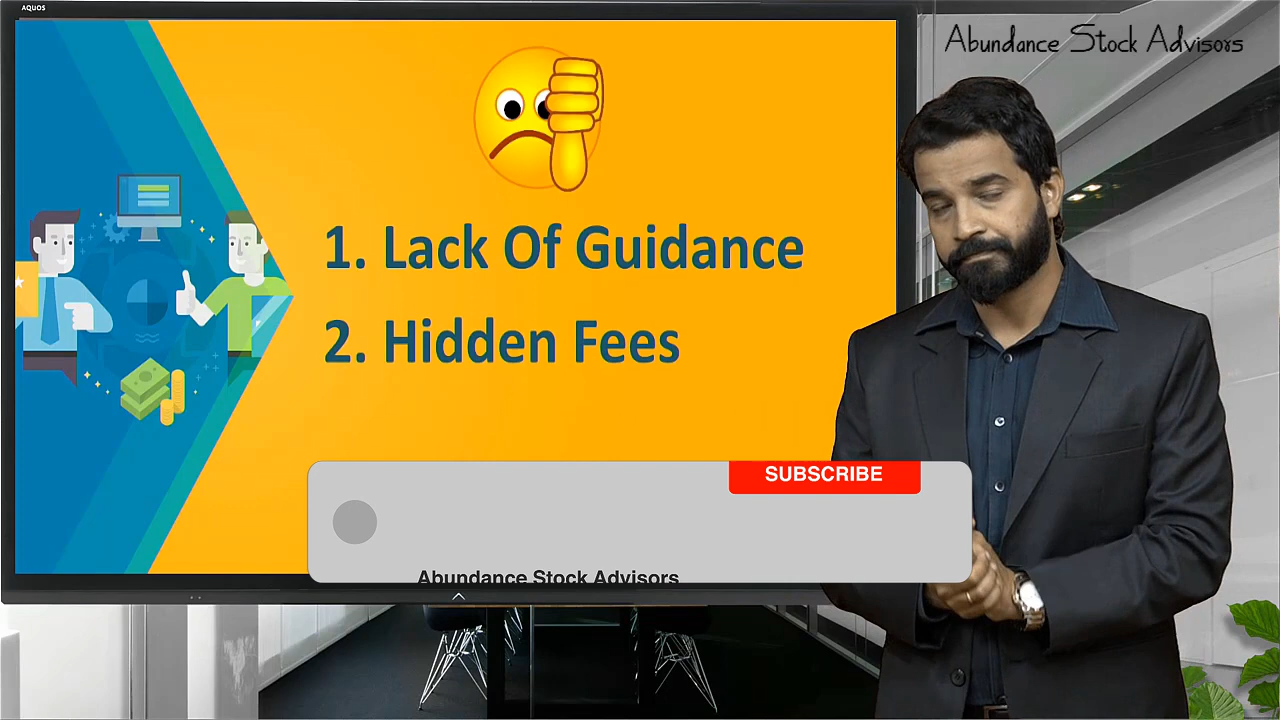 AQUOS
Abundance Stock Advisors
1. Lack Of Guidance
2. Hidden Fees
SUBSCRIBE
Abundance Stock Advisors